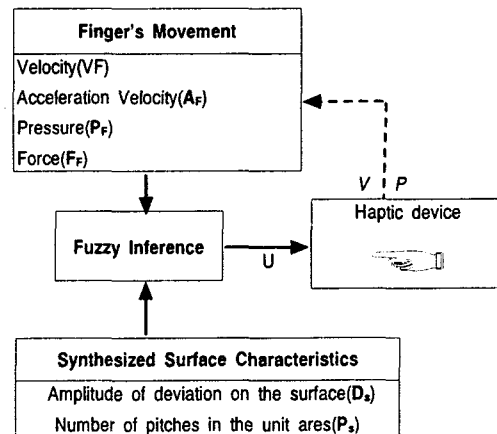 Finger's Movement
Velocity(VF)
Acceleration Velocity(AF)
Pressure(PF)
Force(FF)
V P
Haptic device
Fuzzy Inference
U
Synthesized Surface Characteristics
Amplitude of deviation on the surface(Ds)
Number of pitches in the unit ares(Ps)